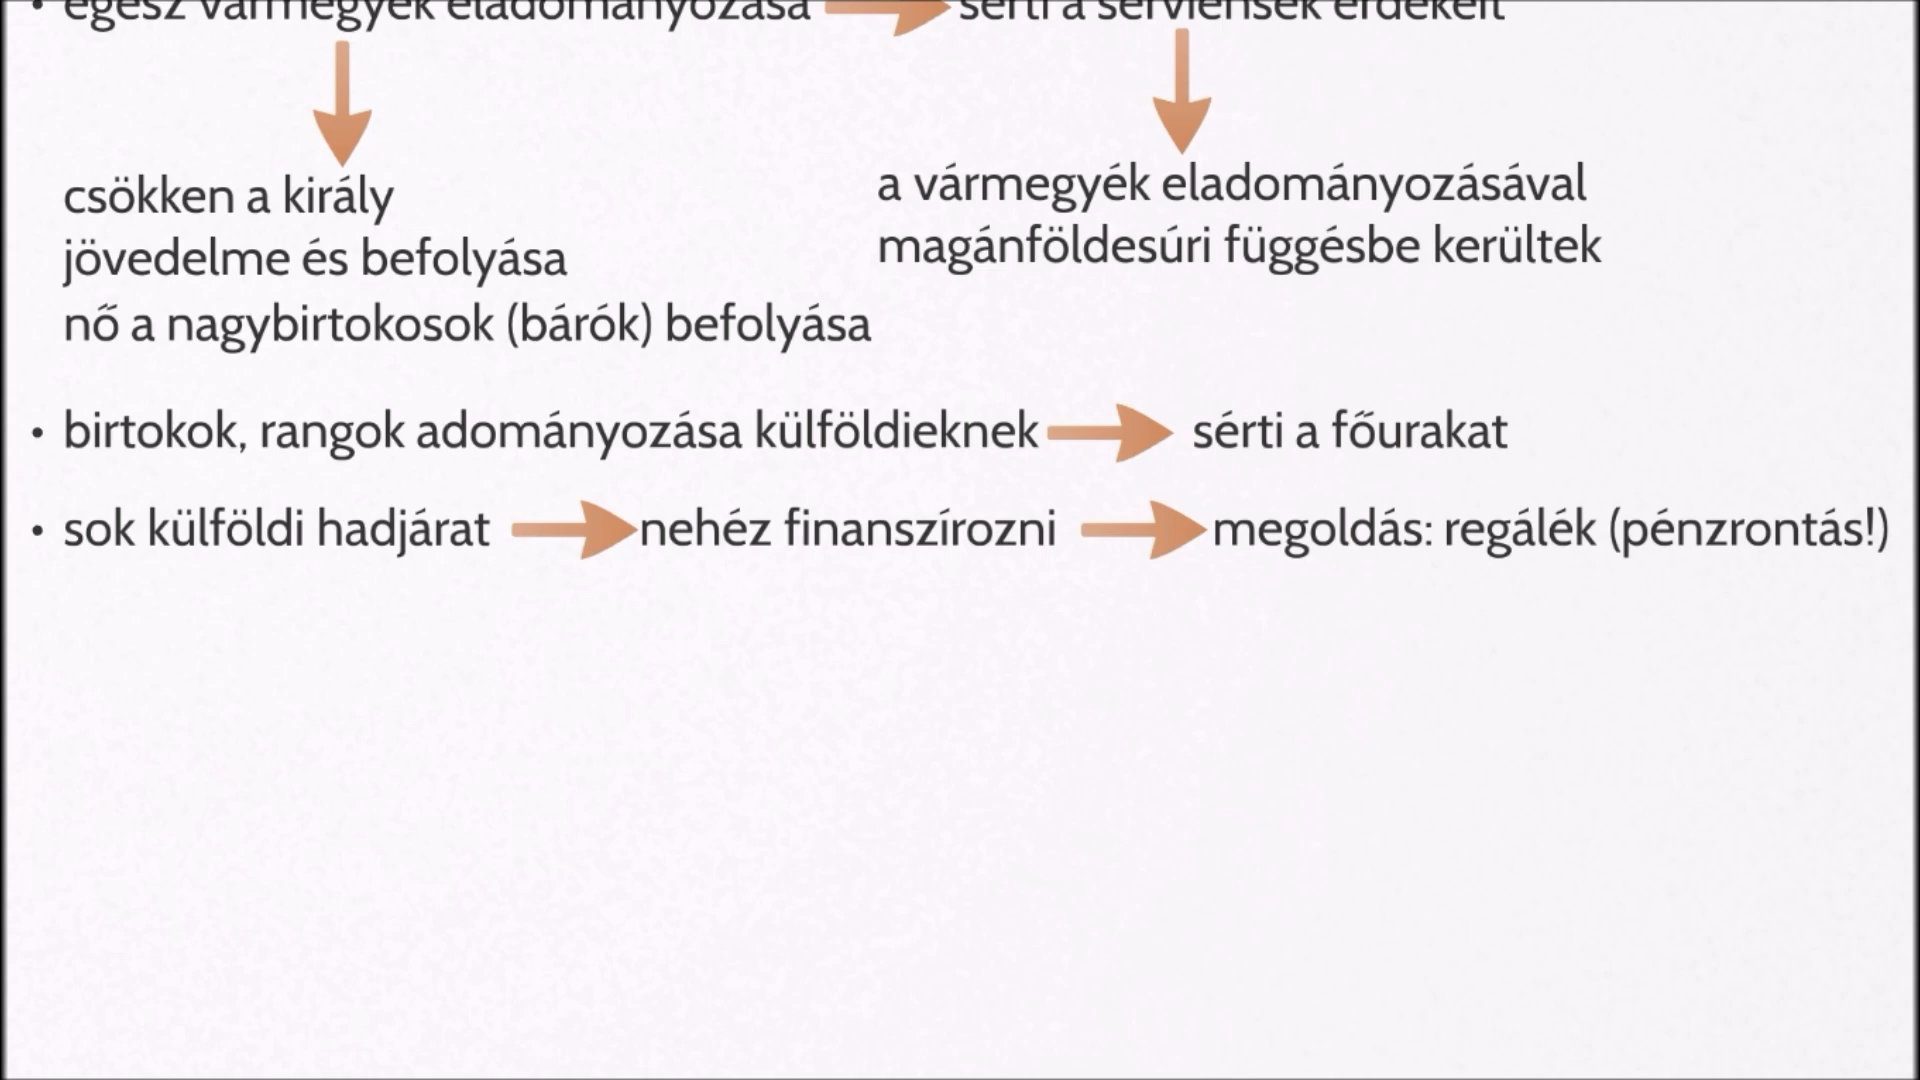 • egész vármegyék eladományozása sérti a serviensek érdekeit
csökken a király
jövedelme és befolyása
nő a nagybirtokosok (bárók) befolyása
a vármegyék eladományozásával
magánföldesúri függésbe kerültek
• birtokok, rangok adományozása külföldieknek sérti a főurakat
• sok külföldi hadjárat nehéz finanszírozni megoldás: regálék (pénzrontás!)